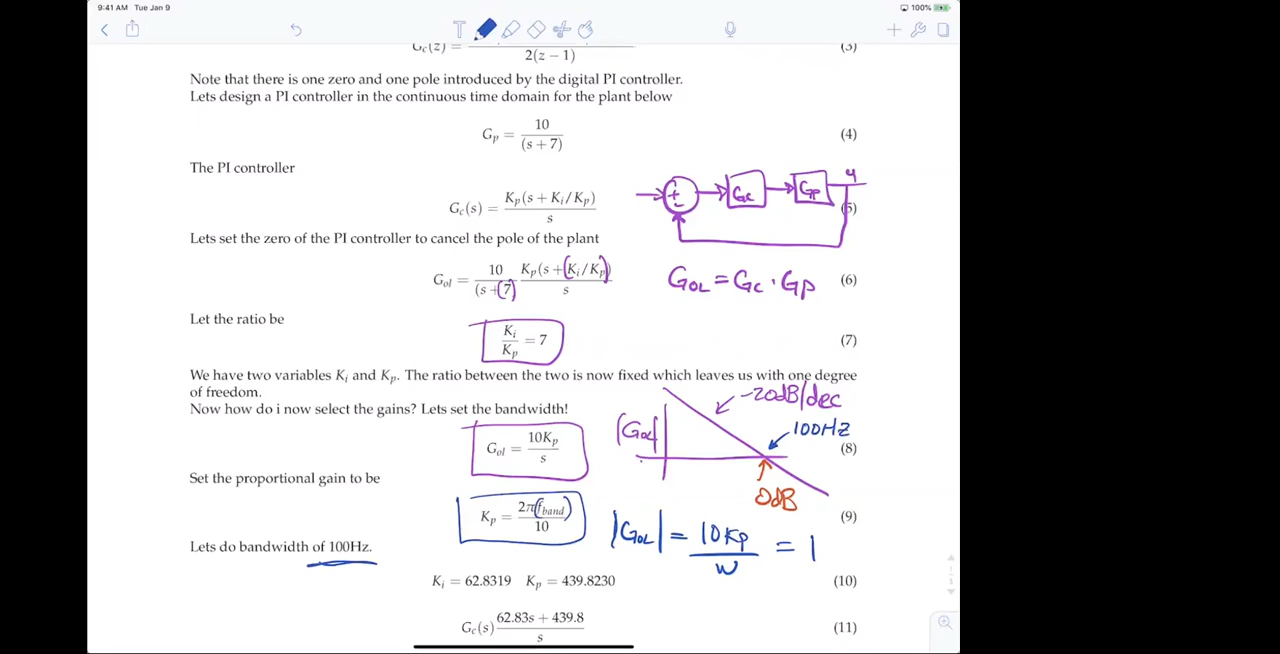 9:41 AM Tue Jan 9
100%
G_c(z) = 2(z − 1) (3)
Note that there is one zero and one pole introduced by the digital PI controller.
Lets design a PI controller in the continuous time domain for the plant below
G_p = 10 / (s + 7) (4)
The PI controller
G_c(s) = K_p(s + K_i/K_p) / s (5)
+
−
Gc
Gp
y
Lets set the zero of the PI controller to cancel the pole of the plant
G_ol = 10 / (s + 7) K_p(s + K_i/K_p) / s (6)
G_OL = G_C · G_P
Let the ratio be
K_i / K_p = 7 (7)
We have two variables K_i and K_p. The ratio between the two is now fixed which leaves us with one degree
of freedom.
Now how do i now select the gains? Lets set the bandwidth!
-20dB/dec
100HZ
|G_OL|
0dB
G_ol = 10K_p / s (8)
Set the proportional gain to be
K_p = 2π(f_band) / 10 (9)
|G_OL| = 10Kp / w = 1
Lets do bandwidth of 100Hz.
K_i = 62.8319 K_p = 439.8230 (10)
G_c(s) 62.83s + 439.8 / s (11)